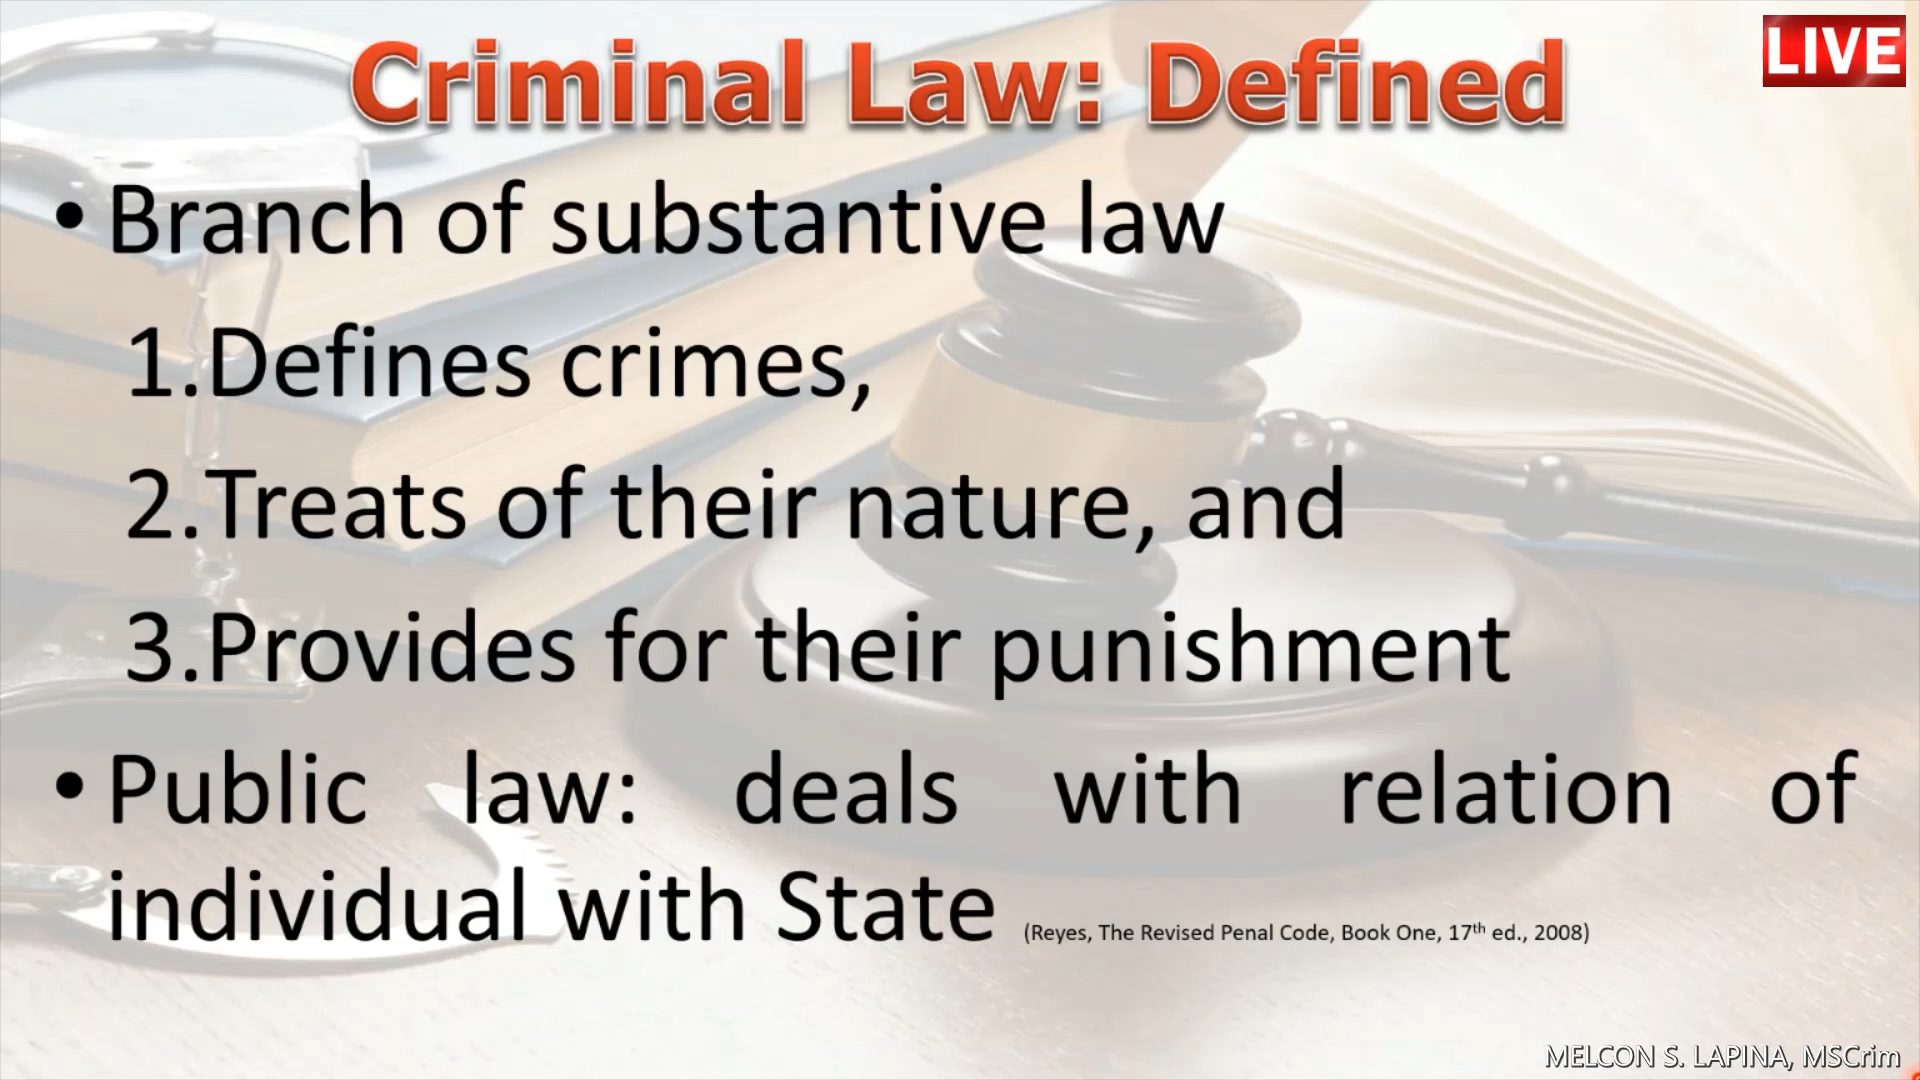 Criminal Law: Defined
LIVE
• Branch of substantive law
1.Defines crimes,
2.Treats of their nature, and
3.Provides for their punishment
• Public law: deals with relation of
individual with State (Reyes, The Revised Penal Code, Book One, 17th ed., 2008)
MELCON S. LAPINA, MSCrim